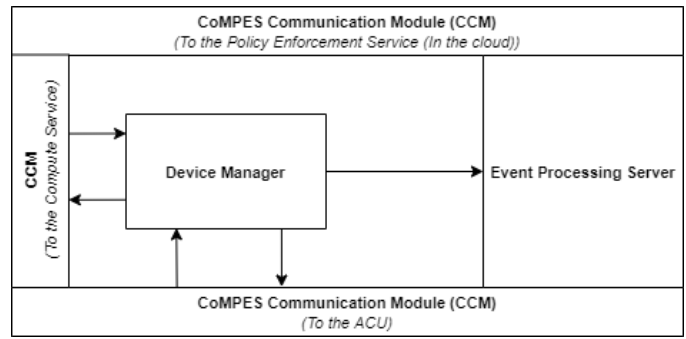 CoMPES Communication Module (CCM)
(To the Policy Enforcement Service (In the cloud))
CCM
(To the Compute Service)
Device Manager
Event Processing Server
CoMPES Communication Module (CCM)
(To the ACU)